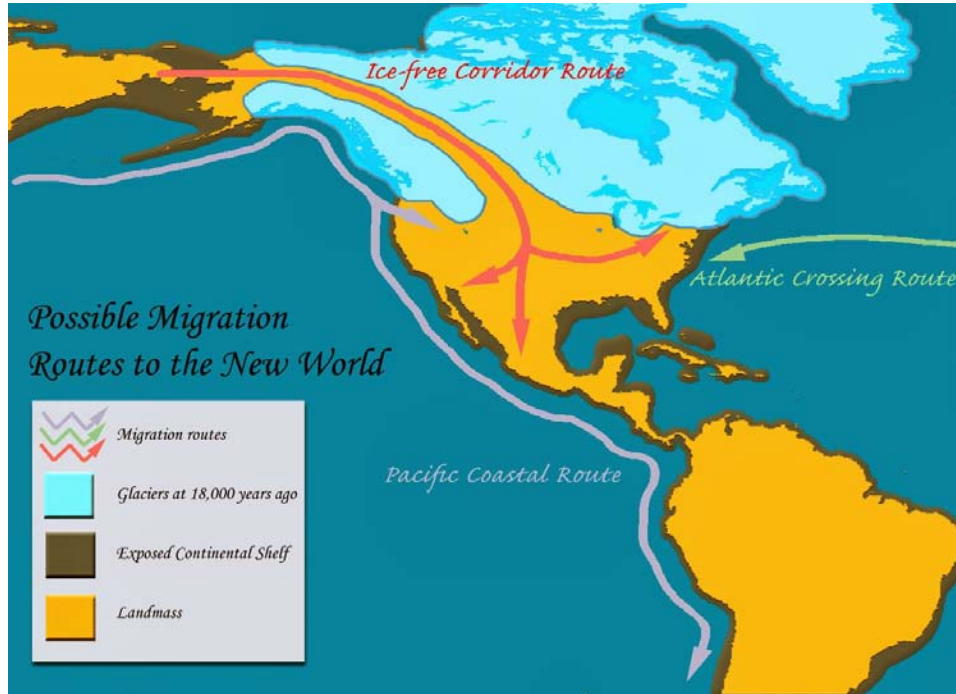 Ice-free Corridor Route
Atlantic Crossing Route
Possible Migration
Routes to the New World
Migration routes
Glaciers at 18,000 years ago
Exposed Continental Shelf
Landmass
Pacific Coastal Route